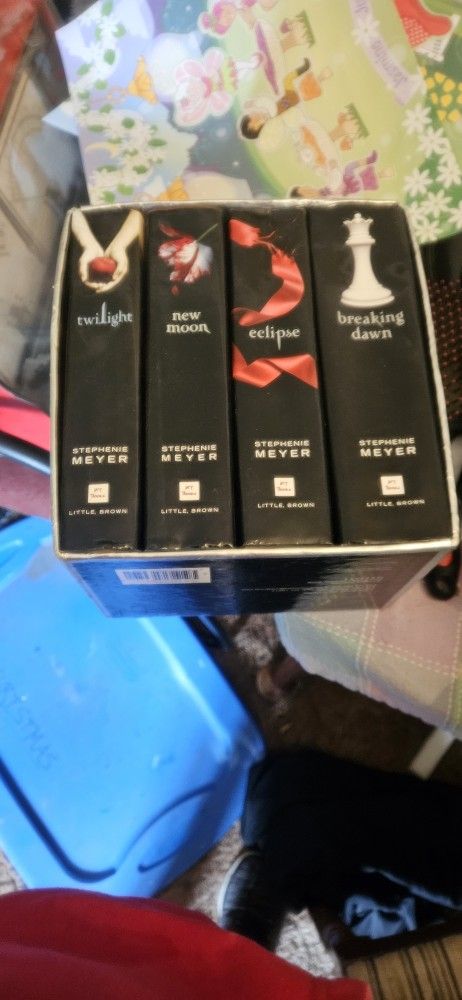 twilight
STEPHENIE
MEYER
LITTLE, BROWN
new
moon
STEPHENIE
MEYER
LITTLE, BROWN
eclipse
STEPHENIE
MEYER
LITTLE, BROWN
breaking
dawn
STEPHENIE
MEYER
LITTLE, BROWN
CHRISTMAS